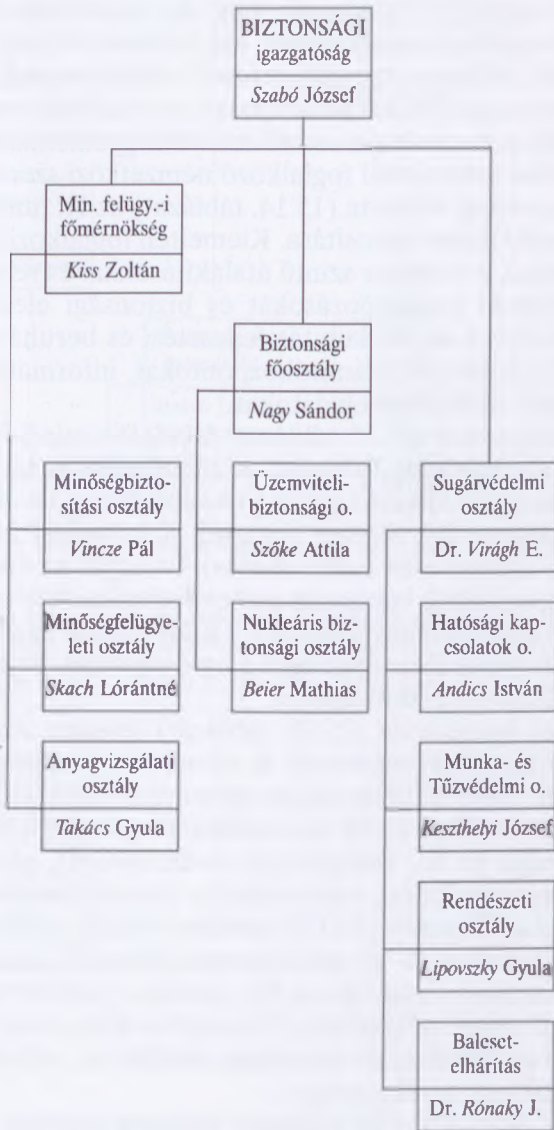 BIZTONSÁGI
igazgatóság
Szabó József
Min. felügy.-i
főmérnökség
Kiss Zoltán
Biztonsági
főosztály
Nagy Sándor
Minőségbizto-
sítási osztály
Vincze Pál
Üzemviteli-
biztonsági o.
Szőke Attila
Sugárvédelmi
osztály
Dr. Virágh E.
Minőségfelügye-
leti osztály
Skach Lórántné
Nukleáris biz-
tonsági osztály
Beier Mathias
Hatósági kap-
csolatok o.
Andics István
Anyagvizsgálati
osztály
Takács Gyula
Munka- és
Tűzvédelmi o.
Keszthelyi József
Rendészeti
osztály
Lipovszky Gyula
Baleset-
elhárítás
Dr. Rónaky J.